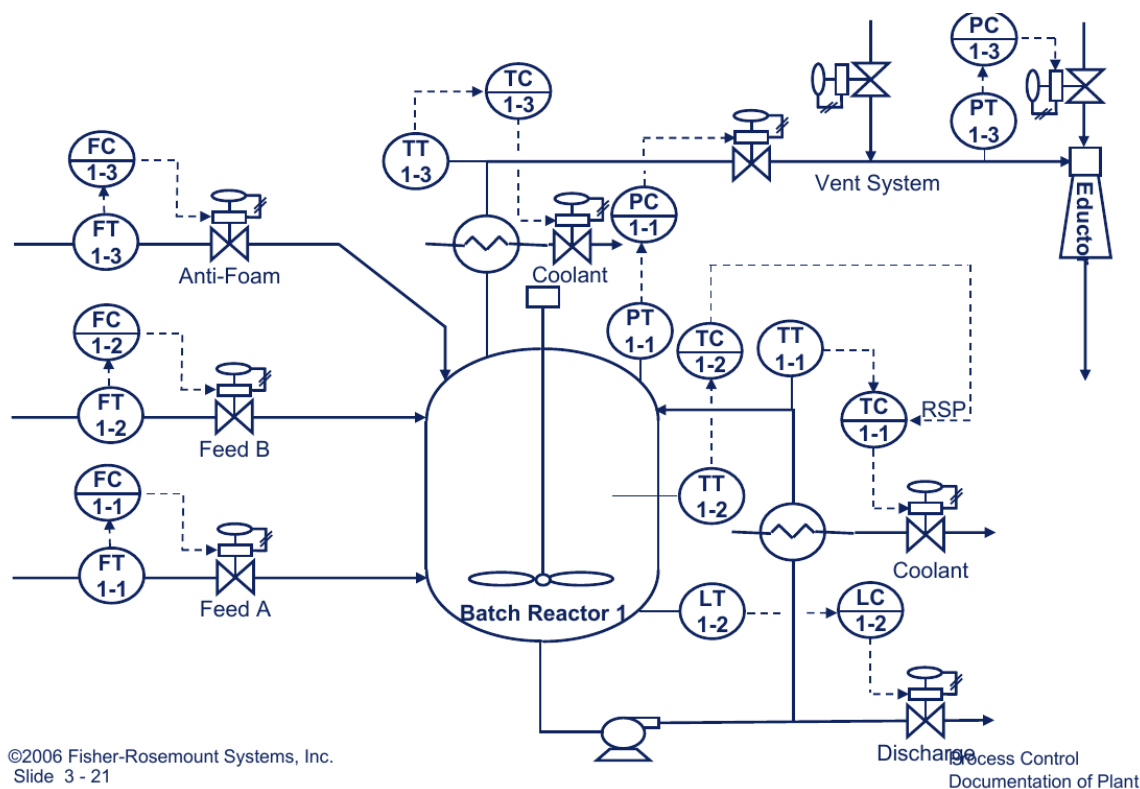 PC
1-3
TC
1-3
PT
1-3
FC
1-3
TT
1-3
Vent System
PC
1-1
FT
1-3
Anti-Foam
Coolant
Eductor
FC
1-2
PT
1-1
TC
1-2
TT
1-1
FT
1-2
Feed B
TC
1-1
RSP
FC
1-1
TT
1-2
FT
1-1
Feed A
Coolant
Batch Reactor 1
LT
1-2
LC
1-2
Discharge
©2006 Fisher-Rosemount Systems, Inc.
Slide 3 - 21
Process Control
Documentation of Plant